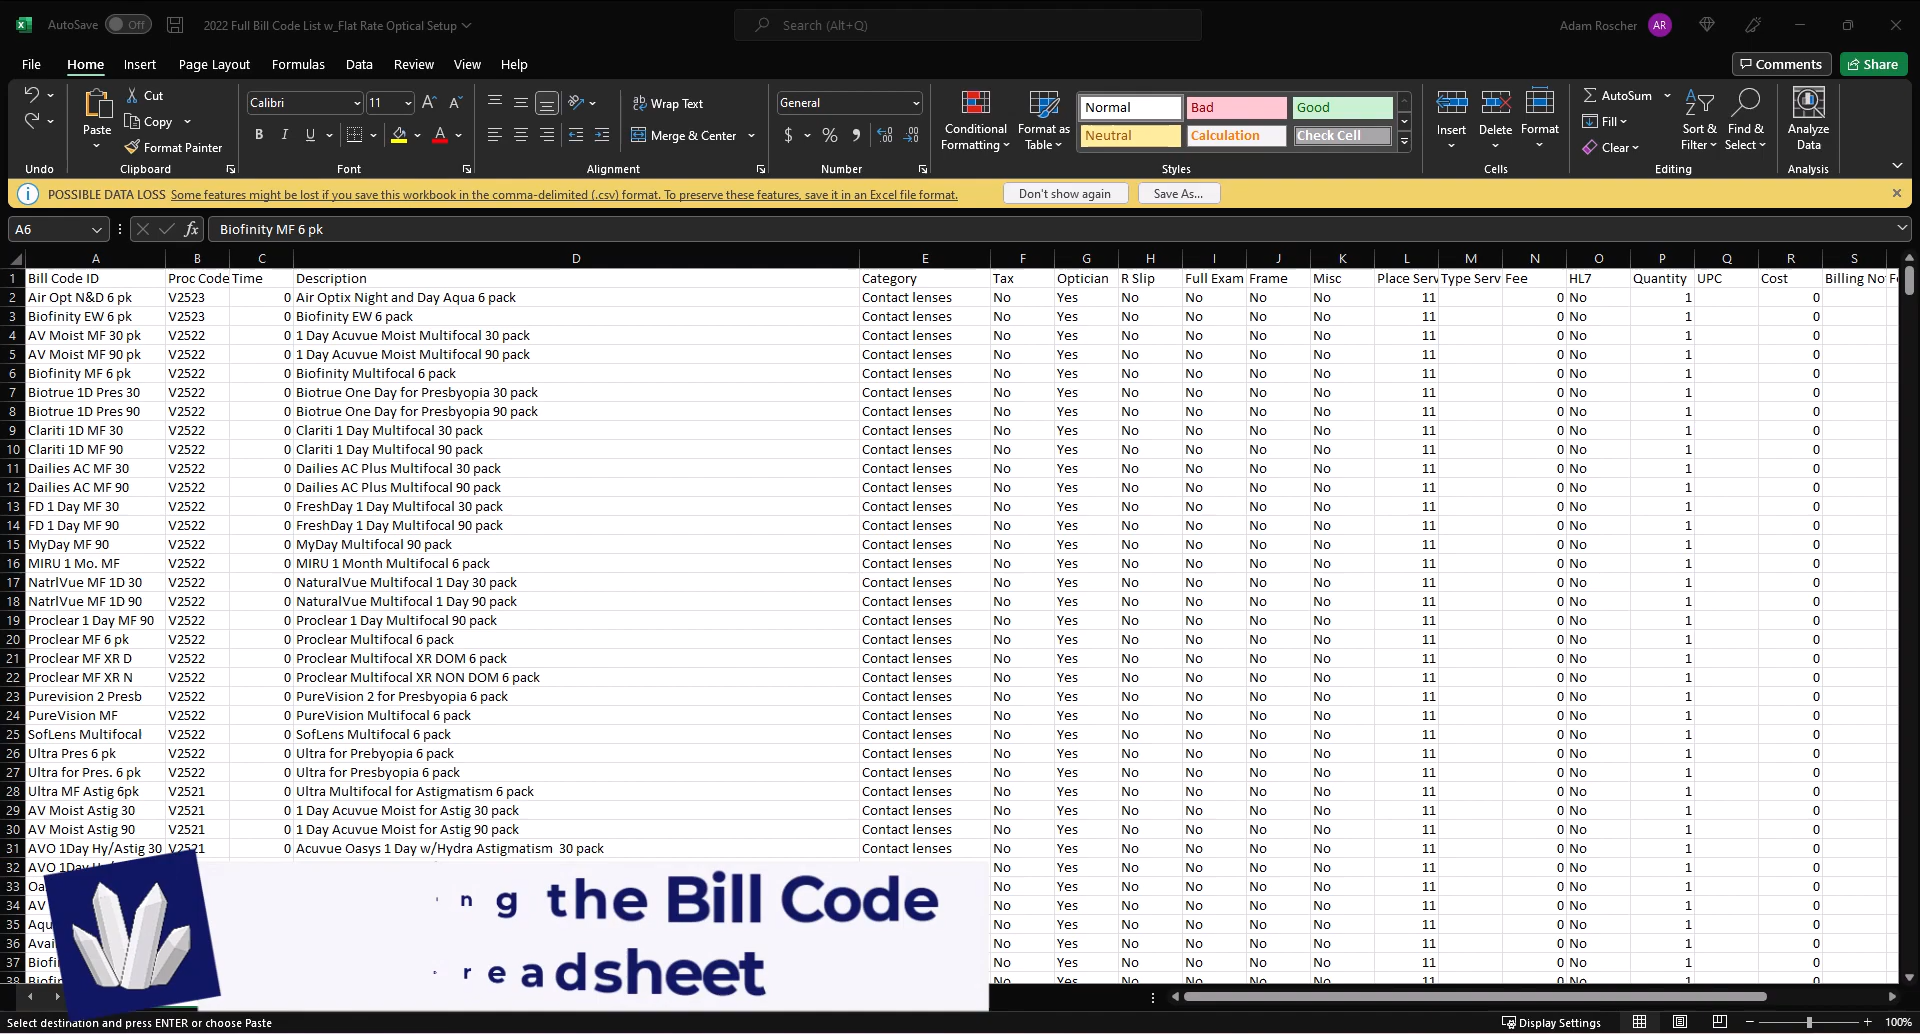 AutoSave Off 2022 Full Bill Code List w_Flat Rate Optical Setup Search (Alt+Q) Adam Roscher AR
File Home Insert Page Layout Formulas Data Review View Help Comments Share
Paste Cut Copy Format Painter Calibri 11 B I U A Wrap Text Merge & Center General $ % Conditional Formatting Format as Table Normal Bad Good Neutral Calculation Check Cell Insert Delete Format AutoSum Fill Clear Sort & Filter Find & Select Analyze Data
Undo Clipboard Font Alignment Number Styles Cells Editing Analysis
POSSIBLE DATA LOSS Some features might be lost if you save this workbook in the comma-delimited (.csv) format. To preserve these features, save it in an Excel file format. Don't show again Save As...
A6 fx Biofinity MF 6 pk
A B C D E F G H I J K L M N O P Q R S
1 Bill Code ID Proc Code Time Description Category Tax Optician R Slip Full Exam Frame Misc Place Serv Type Serv Fee HL7 Quantity UPC Cost Billing No
2 Air Opt N&D 6 pk V2523 0 Air Optix Night and Day Aqua 6 pack Contact lenses No Yes No No No No 11 0 No 1 0
3 Biofinity EW 6 pk V2523 0 Biofinity EW 6 pack Contact lenses No Yes No No No No 11 0 No 1 0
4 AV Moist MF 30 pk V2522 0 1 Day Acuvue Moist Multifocal 30 pack Contact lenses No Yes No No No No 11 0 No 1 0
5 AV Moist MF 90 pk V2522 0 1 Day Acuvue Moist Multifocal 90 pack Contact lenses No Yes No No No No 11 0 No 1 0
6 Biofinity MF 6 pk V2522 0 Biofinity Multifocal 6 pack Contact lenses No Yes No No No No 11 0 No 1 0
7 Biotrue 1D Pres 30 V2522 0 Biotrue One Day for Presbyopia 30 pack Contact lenses No Yes No No No No 11 0 No 1 0
8 Biotrue 1D Pres 90 V2522 0 Biotrue One Day for Presbyopia 90 pack Contact lenses No Yes No No No No 11 0 No 1 0
9 Clariti 1D MF 30 V2522 0 Clariti 1 Day Multifocal 30 pack Contact lenses No Yes No No No No 11 0 No 1 0
10 Clariti 1D MF 90 V2522 0 Clariti 1 Day Multifocal 90 pack Contact lenses No Yes No No No No 11 0 No 1 0
11 Dailies AC MF 30 V2522 0 Dailies AC Plus Multifocal 30 pack Contact lenses No Yes No No No No 11 0 No 1 0
12 Dailies AC MF 90 V2522 0 Dailies AC Plus Multifocal 90 pack Contact lenses No Yes No No No No 11 0 No 1 0
13 FD 1 Day MF 30 V2522 0 FreshDay 1 Day Multifocal 30 pack Contact lenses No Yes No No No No 11 0 No 1 0
14 FD 1 Day MF 90 V2522 0 FreshDay 1 Day Multifocal 90 pack Contact lenses No Yes No No No No 11 0 No 1 0
15 MyDay MF 90 V2522 0 MyDay Multifocal 90 pack Contact lenses No Yes No No No No 11 0 No 1 0
16 MIRU 1 Mo. MF V2522 0 MIRU 1 Month Multifocal 6 pack Contact lenses No Yes No No No No 11 0 No 1 0
17 NatrlVue MF 1D 30 V2522 0 NaturalVue Multifocal 1 Day 30 pack Contact lenses No Yes No No No No 11 0 No 1 0
18 NatrlVue MF 1D 90 V2522 0 NaturalVue Multifocal 1 Day 90 pack Contact lenses No Yes No No No No 11 0 No 1 0
19 Proclear 1 Day MF 90 V2522 0 Proclear 1 Day Multifocal 90 pack Contact lenses No Yes No No No No 11 0 No 1 0
20 Proclear MF 6 pk V2522 0 Proclear Multifocal 6 pack Contact lenses No Yes No No No No 11 0 No 1 0
21 Proclear MF XR D V2522 0 Proclear Multifocal XR DOM 6 pack Contact lenses No Yes No No No No 11 0 No 1 0
22 Proclear MF XR N V2522 0 Proclear Multifocal XR NON DOM 6 pack Contact lenses No Yes No No No No 11 0 No 1 0
23 Purevision 2 Presb V2522 0 PureVision 2 for Presbyopia 6 pack Contact lenses No Yes No No No No 11 0 No 1 0
24 PureVision MF V2522 0 PureVision Multifocal 6 pack Contact lenses No Yes No No No No 11 0 No 1 0
25 SofLens Multifocal V2522 0 SofLens Multifocal 6 pack Contact lenses No Yes No No No No 11 0 No 1 0
26 Ultra Pres 6 pk V2522 0 Ultra for Prebyopia 6 pack Contact lenses No Yes No No No No 11 0 No 1 0
27 Ultra for Pres. 6 pk V2522 0 Ultra for Presbyopia 6 pack Contact lenses No Yes No No No No 11 0 No 1 0
28 Ultra MF Astig 6pk V2521 0 Ultra Multifocal for Astigmatism 6 pack Contact lenses No Yes No No No No 11 0 No 1 0
29 AV Moist Astig 30 V2521 0 1 Day Acuvue Moist for Astig 30 pack Contact lenses No Yes No No No No 11 0 No 1 0
30 AV Moist Astig 90 V2521 0 1 Day Acuvue Moist for Astig 90 pack Contact lenses No Yes No No No No 11 0 No 1 0
31 AVO 1Day Hy/Astig 30 V2521 0 Acuvue Oasys 1 Day w/Hydra Astigmatism 30 pack Contact lenses No Yes No No No No 11 0 No 1 0
32 AVO 1Day No Yes No No No No 11 0 No 1 0
33 Oa No Yes No No No No 11 0 No 1 0
34 AV No Yes No No No No 11 0 No 1 0
35 Aqu No Yes No No No No 11 0 No 1 0
36 Avai No Yes No No No No 11 0 No 1 0
37 Biofi No Yes No No No No 11 0 No 1 0
38 Biofin No Yes No No No No 11 0 No 1 0
ng the Bill Code
readsheet
Select destination and press ENTER or choose Paste Display Settings 100%